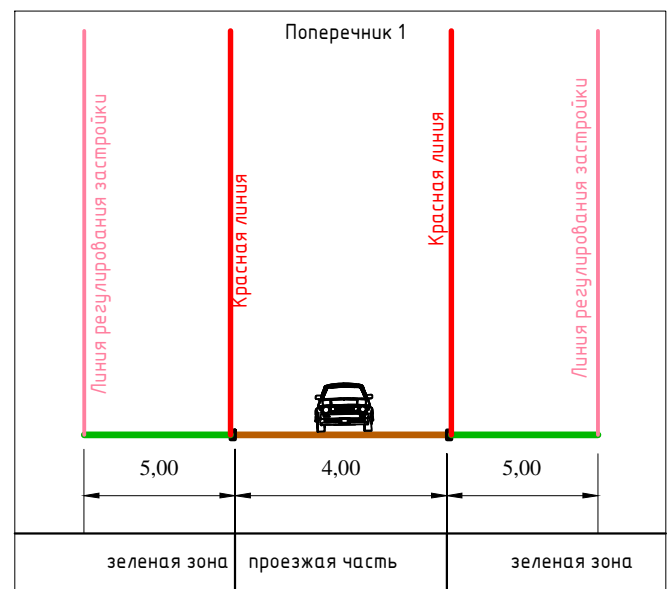 Поперечник 1
Линия регулирования застройки
Красная линия
Красная линия
Линия регулирования застройки
5,00
4,00
5,00
зеленая зона
проезжая часть
зеленая зона